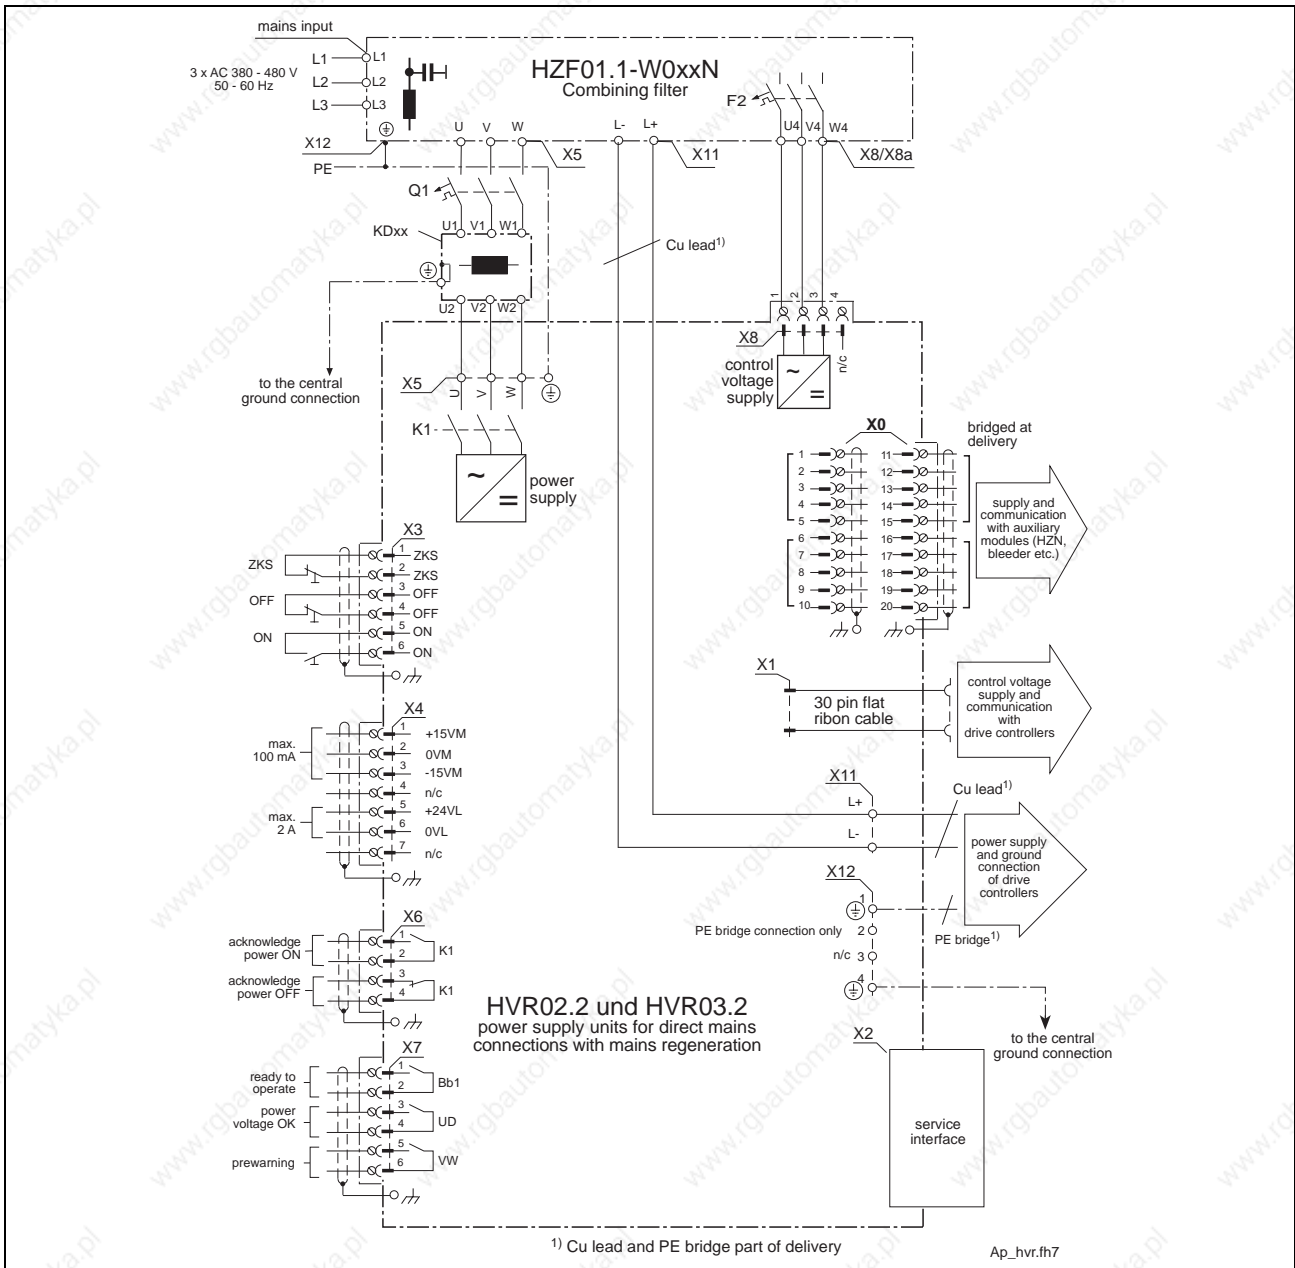 mains input
L1
L1
3 x AC 380 - 480 V
50 - 60 Hz
L2
L2
L3
L3
HZF01.1-W0xxN
Combining filter
F2
U
V
W
L-
L+
U4
V4
W4
X12
X5
X11
X8/X8a
PE
Q1
U1
V1
W1
KDxx
Cu lead1)
U2
V2
W2
1
2
3
4
X8
n/c
control
voltage
supply
~
=
to the central
ground connection
X5
U
V
W
K1
~
=
power
supply
X0
bridged at
delivery
1
2
3
4
5
6
7
8
9
10
11
12
13
14
15
16
17
18
19
20
supply and
communication
with auxiliary
modules (HZN,
bleeder etc.)
X3
ZKS
1
ZKS
2
ZKS
OFF
3
OFF
4
OFF
ON
5
ON
6
ON
X1
30 pin flat
ribon cable
control voltage
supply and
communication
with
drive controllers
X4
max.
100 mA
1
+15VM
2
0VM
3
-15VM
4
n/c
max.
2 A
5
+24VL
6
0VL
7
n/c
X11
L+
L-
Cu lead1)
power supply
and ground
connection
of drive
controllers
X12
1
PE bridge connection only
2
n/c
3
4
PE bridge1)
to the central
ground connection
X6
acknowledge
power ON
1
2
K1
acknowledge
power OFF
3
4
K1
HVR02.2 und HVR03.2
power supply units for direct mains
connections with mains regeneration
X2
service
interface
X7
ready to
operate
1
2
Bb1
power
voltage OK
3
4
UD
prewarning
5
6
VW
1) Cu lead and PE bridge part of delivery
Ap_hvr.fh7
www.rgbautomatyka.pl